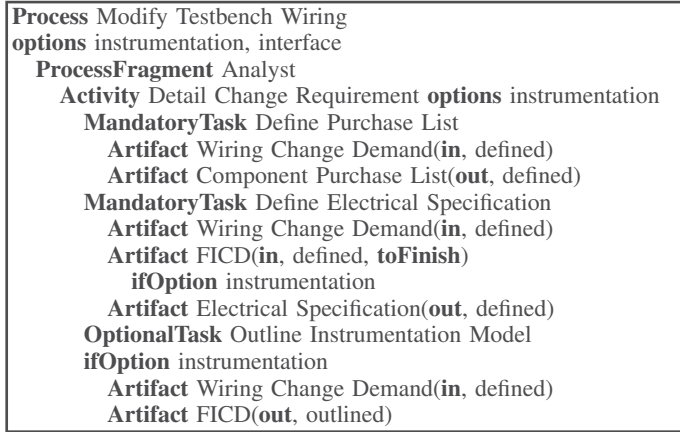 Process Modify Testbench Wiring
options instrumentation, interface
ProcessFragment Analyst
Activity Detail Change Requirement options instrumentation
MandatoryTask Define Purchase List
Artifact Wiring Change Demand(in, defined)
Artifact Component Purchase List(out, defined)
MandatoryTask Define Electrical Specification
Artifact Wiring Change Demand(in, defined)
Artifact FICD(in, defined, toFinish)
ifOption instrumentation
Artifact Electrical Specification(out, defined)
OptionalTask Outline Instrumentation Model
ifOption instrumentation
Artifact Wiring Change Demand(in, defined)
Artifact FICD(out, outlined)